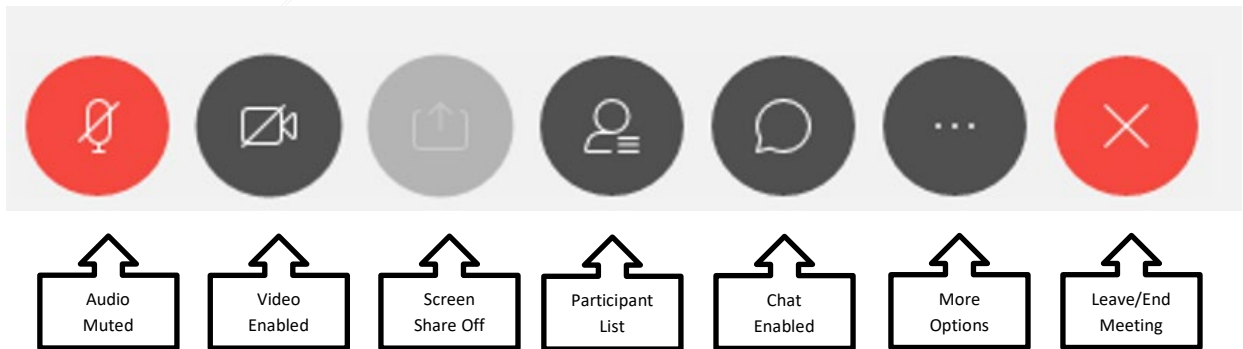 Audio
Muted
Video
Enabled
Screen
Share Off
Participant
List
Chat
Enabled
More
Options
Leave/End
Meeting